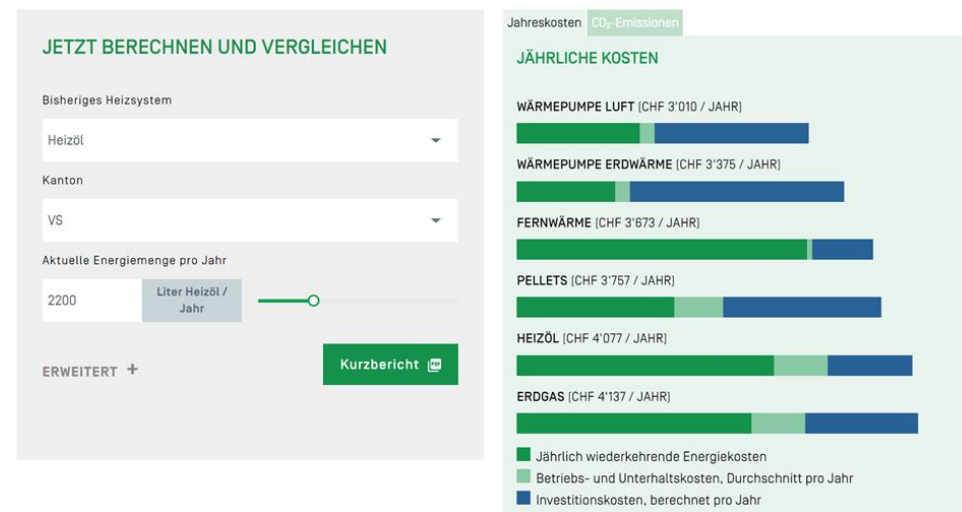 JETZT BERECHNEN UND VERGLEICHEN
Bisheriges Heizsystem
Heizöl
Kanton
VS
Aktuelle Energiemenge pro Jahr
2200
Liter Heizöl /
Jahr
ERWEITERT +
Kurzbericht PDF
Jahreskosten CO₂-Emissionen
JÄHRLICHE KOSTEN
WÄRMEPUMPE LUFT (CHF 3'010 / JAHR)
WÄRMEPUMPE ERDWÄRME (CHF 3'375 / JAHR)
FERNWÄRME (CHF 3'673 / JAHR)
PELLETS (CHF 3'757 / JAHR)
HEIZÖL (CHF 4'077 / JAHR)
ERDGAS (CHF 4'137 / JAHR)
Jährlich wiederkehrende Energiekosten
Betriebs- und Unterhaltskosten, Durchschnitt pro Jahr
Investitionskosten, berechnet pro Jahr